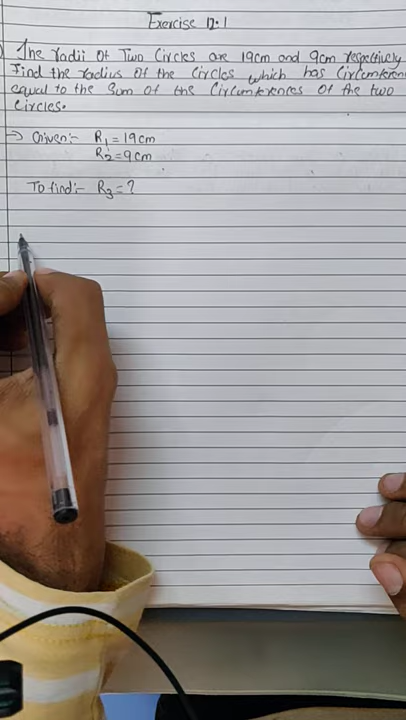 Exercise 12.1
) The radii of Two Circles are 19cm and 9cm respectively
Find the radius of the Circles which has Circumferen
equal to the Sum of the Circumferences of the two
Circles.
→ Given:- R₁ = 19cm
R₂ = 9cm
To find:- R₃ = ?